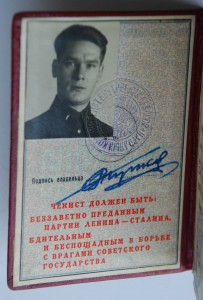 Подпись владельца
ЧЕКИСТ ДОЛЖЕН БЫТЬ:
БЕЗЗАВЕТНО ПРЕДАННЫМ
ПАРТИИ ЛЕНИНА—СТАЛИНА,
БДИТЕЛЬНЫМ
И БЕСПОЩАДНЫМ В БОРЬБЕ
С ВРАГАМИ СОВЕТСКОГО
ГОСУДАРСТВА